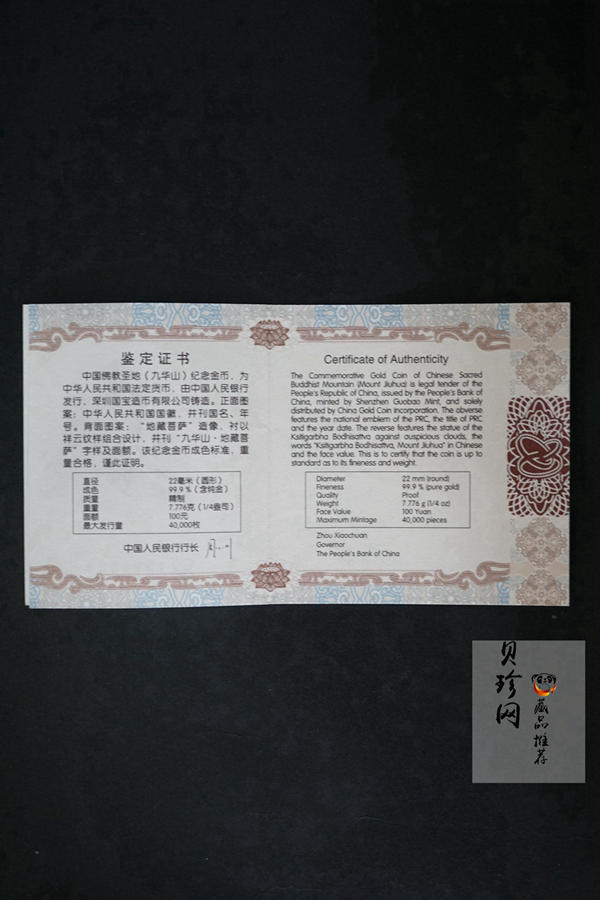 鉴定证书
中国佛教圣地（九华山）纪念金币，为
中华人民共和国法定货币，由中国人民银行
发行，深圳国宝造币有限公司铸造。正面图
案：中华人民共和国国徽，并刊国名、年
号。背面图案：“地藏菩萨”造像，衬以
祥云纹样组合设计，并刊“九华山·地藏菩
萨”字样及面额。该纪念金币成色标准，重
量合格，谨此证明。
直径 22毫米（圆形）
成色 99.9％（含纯金）
质量 精制
重量 7.776克（1/4盎司）
面额 100元
最大发行量 40,000枚
中国人民银行行长
Certificate of Authenticity
The Commemorative Gold Coin of Chinese Sacred
Buddhist Mountain (Mount Jiuhua) is legal tender of the
People's Republic of China, issued by the People's Bank of
China, minted by Shenzhen Guobao Mint, and solely
distributed by China Gold Coin Incorporation. The obverse
features the national emblem of the PRC, the title of PRC
and the year date. The reverse features the statue of the
Ksitigarbha Bodhisattva against auspicious clouds, the
words "Ksitigarbha Bodhisattva, Mount Jiuhua" in Chinese
and the face value. This is to certify that the coin is up to
standard as to its fineness and weight.
Diameter 22 mm (round)
Fineness 99.9 % (pure gold)
Quality Proof
Weight 7.776 g (1/4 oz)
Face Value 100 Yuan
Maximum Mintage 40,000 pieces
Zhou Xiaochuan
Governor
The People's Bank of China
贝珍网
藏品推荐